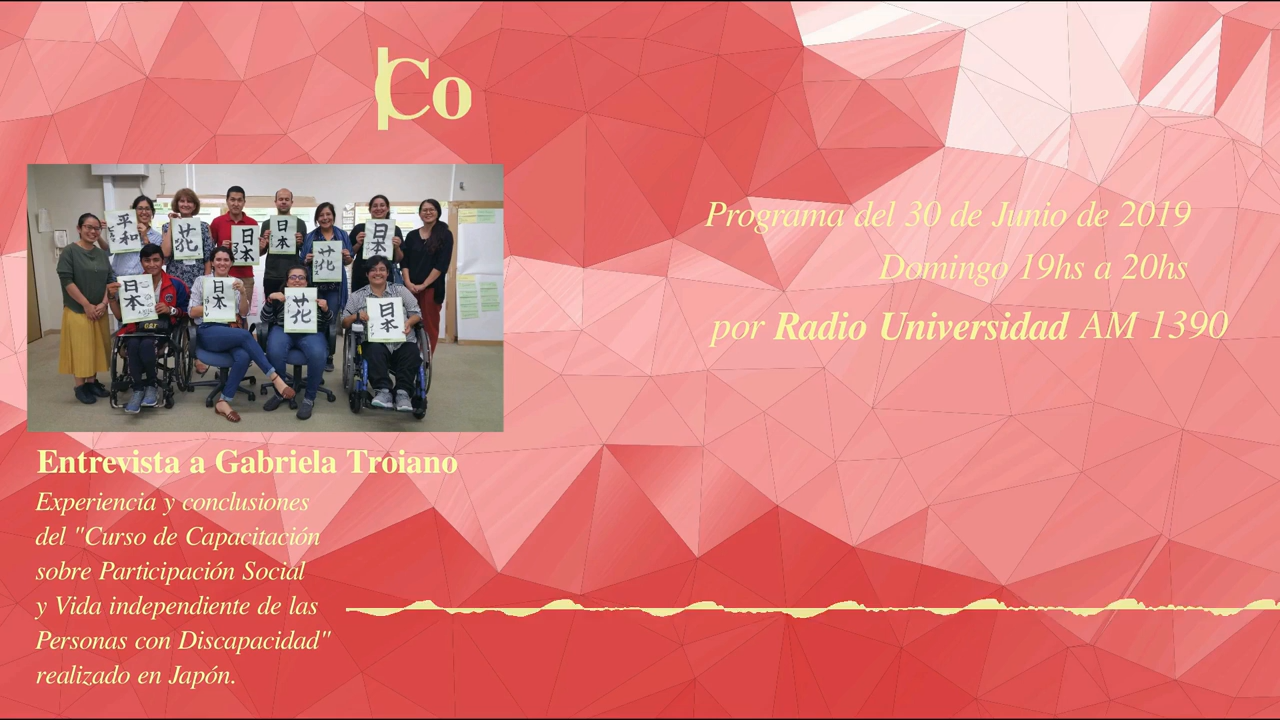 Co
平和
花
日本
日本
花
日本
日本
日本
花
日本
Programa del 30 de Junio de 2019
Domingo 19hs a 20hs
por Radio Universidad AM 1390
Entrevista a Gabriela Troiano
Experiencia y conclusiones
del "Curso de Capacitación
sobre Participación Social
y Vida independiente de las
Personas con Discapacidad"
realizado en Japón.